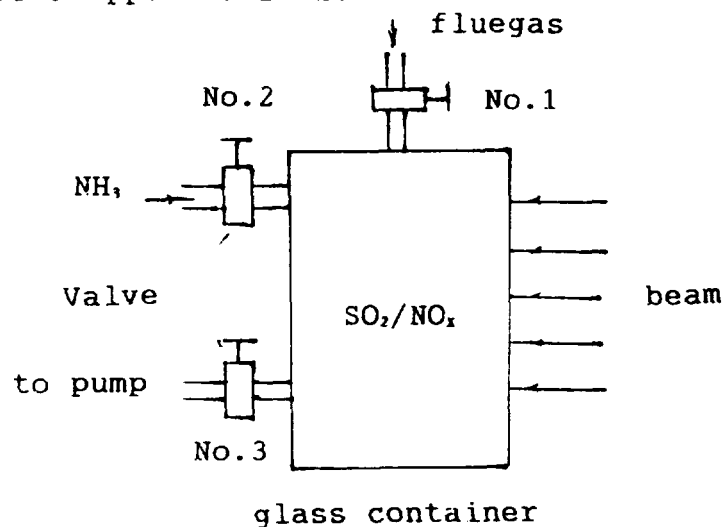 fluegas
No.2
No.1
NH₃
Valve
SO₂/NOₓ
beam
to pump
No.3
glass container